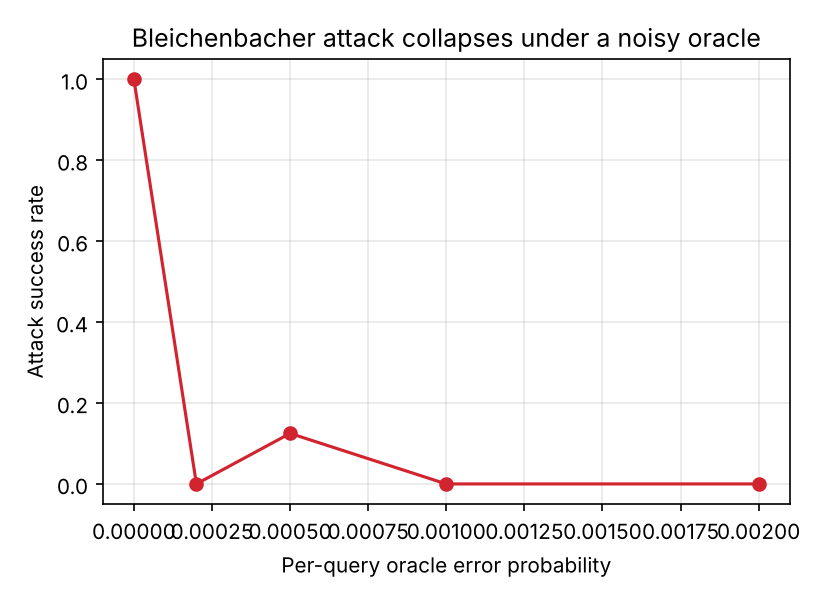 Bleichenbacher attack collapses under a noisy oracle
1.0
0.8
0.6
0.4
0.2
0.0
Attack success rate
0.00000 0.00025 0.00050 0.00075 0.00100 0.00125 0.00150 0.00175 0.00200
Per-query oracle error probability